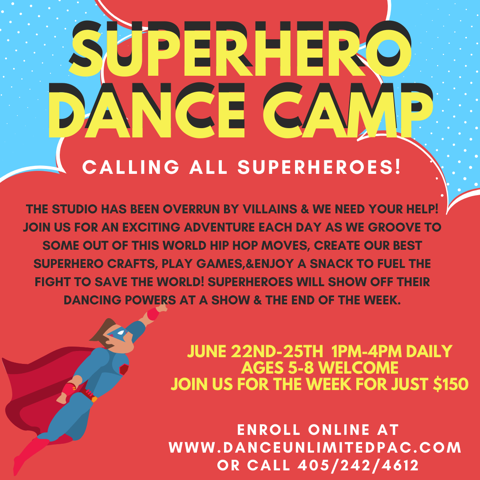 SUPERHERO
DANCE CAMP
CALLING ALL SUPERHEROES!
THE STUDIO HAS BEEN OVERRUN BY VILLAINS & WE NEED YOUR HELP!
JOIN US FOR AN EXCITING ADVENTURE EACH DAY AS WE GROOVE TO
SOME OUT OF THIS WORLD HIP HOP MOVES, CREATE OUR BEST
SUPERHERO CRAFTS, PLAY GAMES,&ENJOY A SNACK TO FUEL THE
FIGHT TO SAVE THE WORLD! SUPERHEROES WILL SHOW OFF THEIR
DANCING POWERS AT A SHOW & THE END OF THE WEEK.
JUNE 22ND-25TH 1PM-4PM DAILY
AGES 5-8 WELCOME
JOIN US FOR THE WEEK FOR JUST $150
ENROLL ONLINE AT
WWW.DANCEUNLIMITEDPAC.COM
OR CALL 405/242/4612